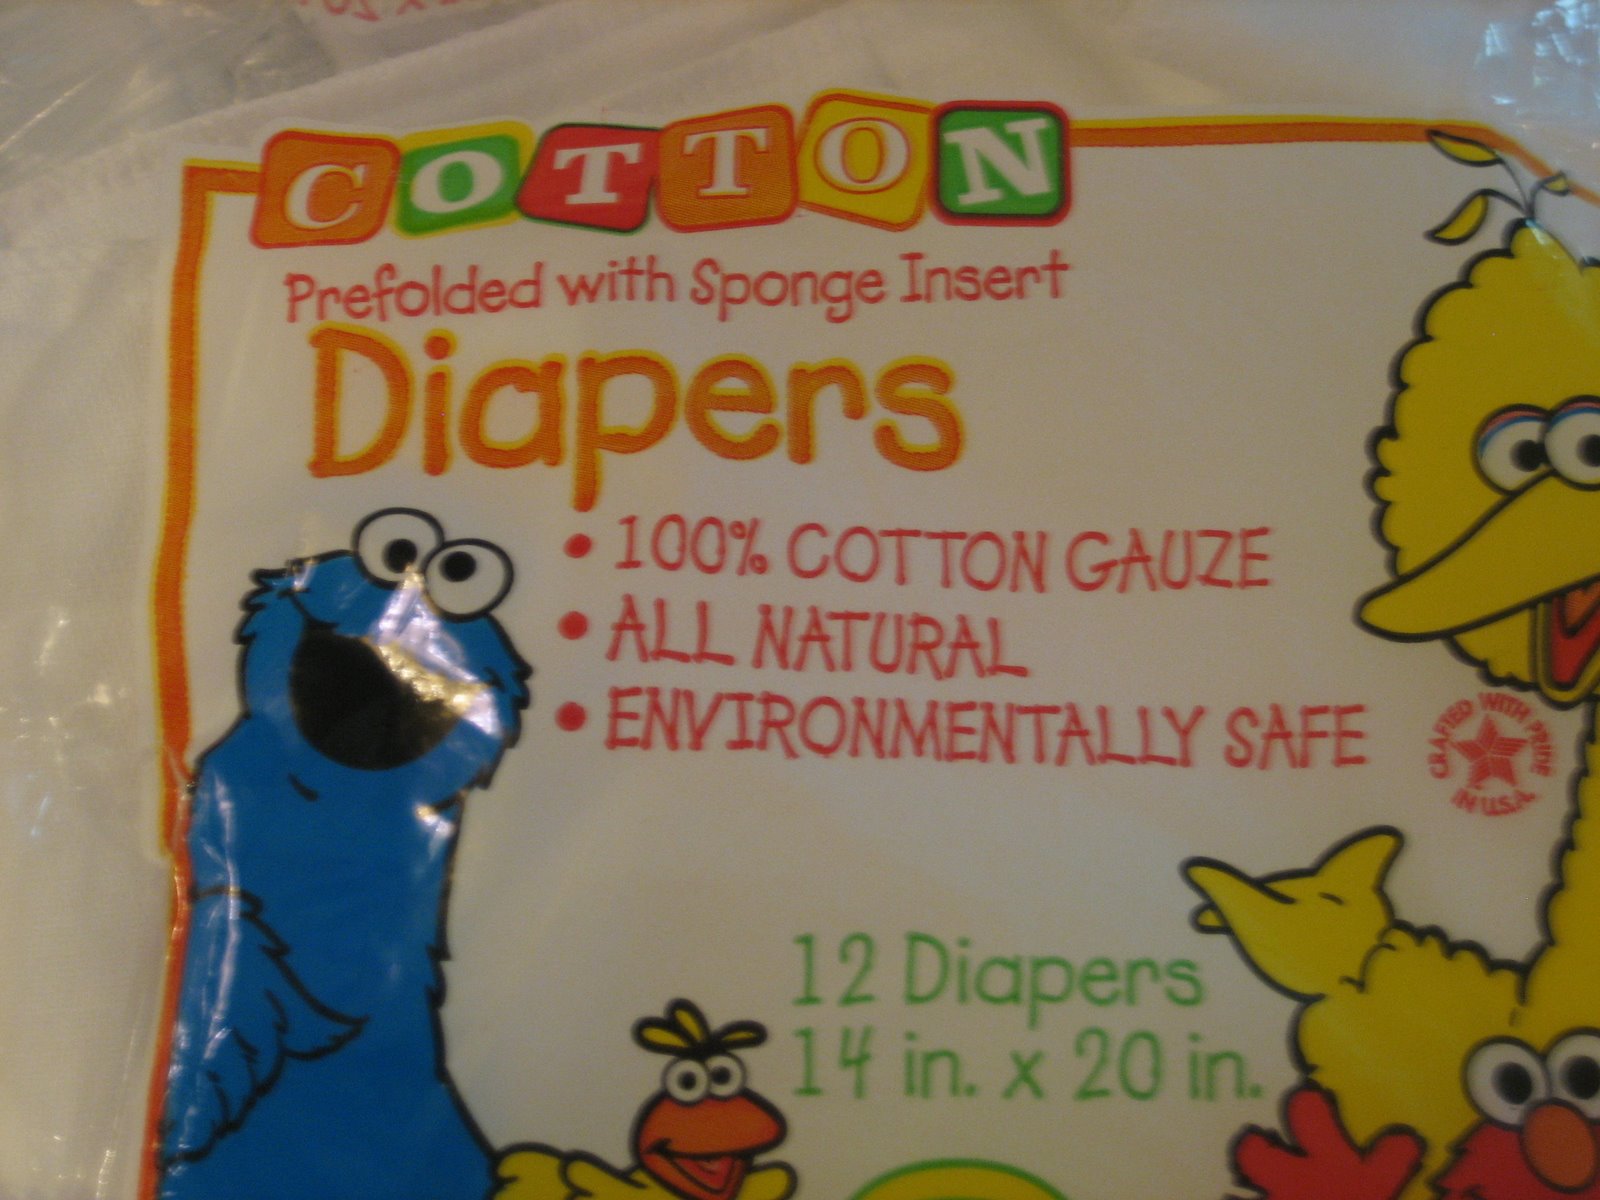 COTTON
Prefolded with Sponge Insert
Diapers
• 100% COTTON GAUZE
• ALL NATURAL
• ENVIRONMENTALLY SAFE
CRAFTED WITH PRIDE
IN U.S.A.
12 Diapers
14 in. x 20 in.